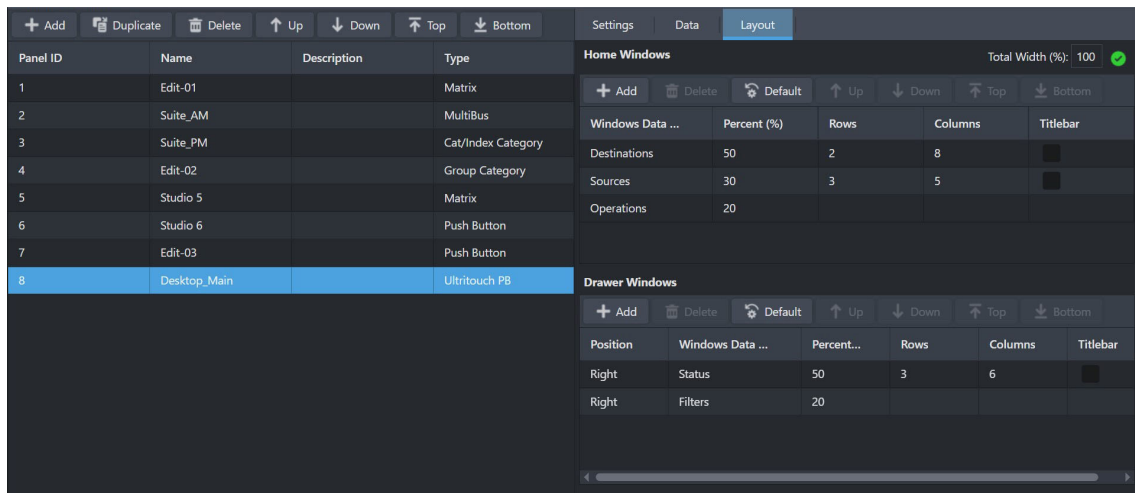 Add Duplicate Delete Up Down Top Bottom
Panel ID Name Description Type
1 Edit-01 Matrix
2 Suite_AM MultiBus
3 Suite_PM Cat/Index Category
4 Edit-02 Group Category
5 Studio 5 Matrix
6 Studio 6 Push Button
7 Edit-03 Push Button
8 Desktop_Main Ultritouch PB
Settings Data Layout
Home Windows Total Width (%): 100
Add Delete Default Up Down Top Bottom
Windows Data ... Percent (%) Rows Columns Titlebar
Destinations 50 2 8
Sources 30 3 5
Operations 20
Drawer Windows
Add Delete Default Up Down Top Bottom
Position Windows Data ... Percent... Rows Columns Titlebar
Right Status 50 3 6
Right Filters 20